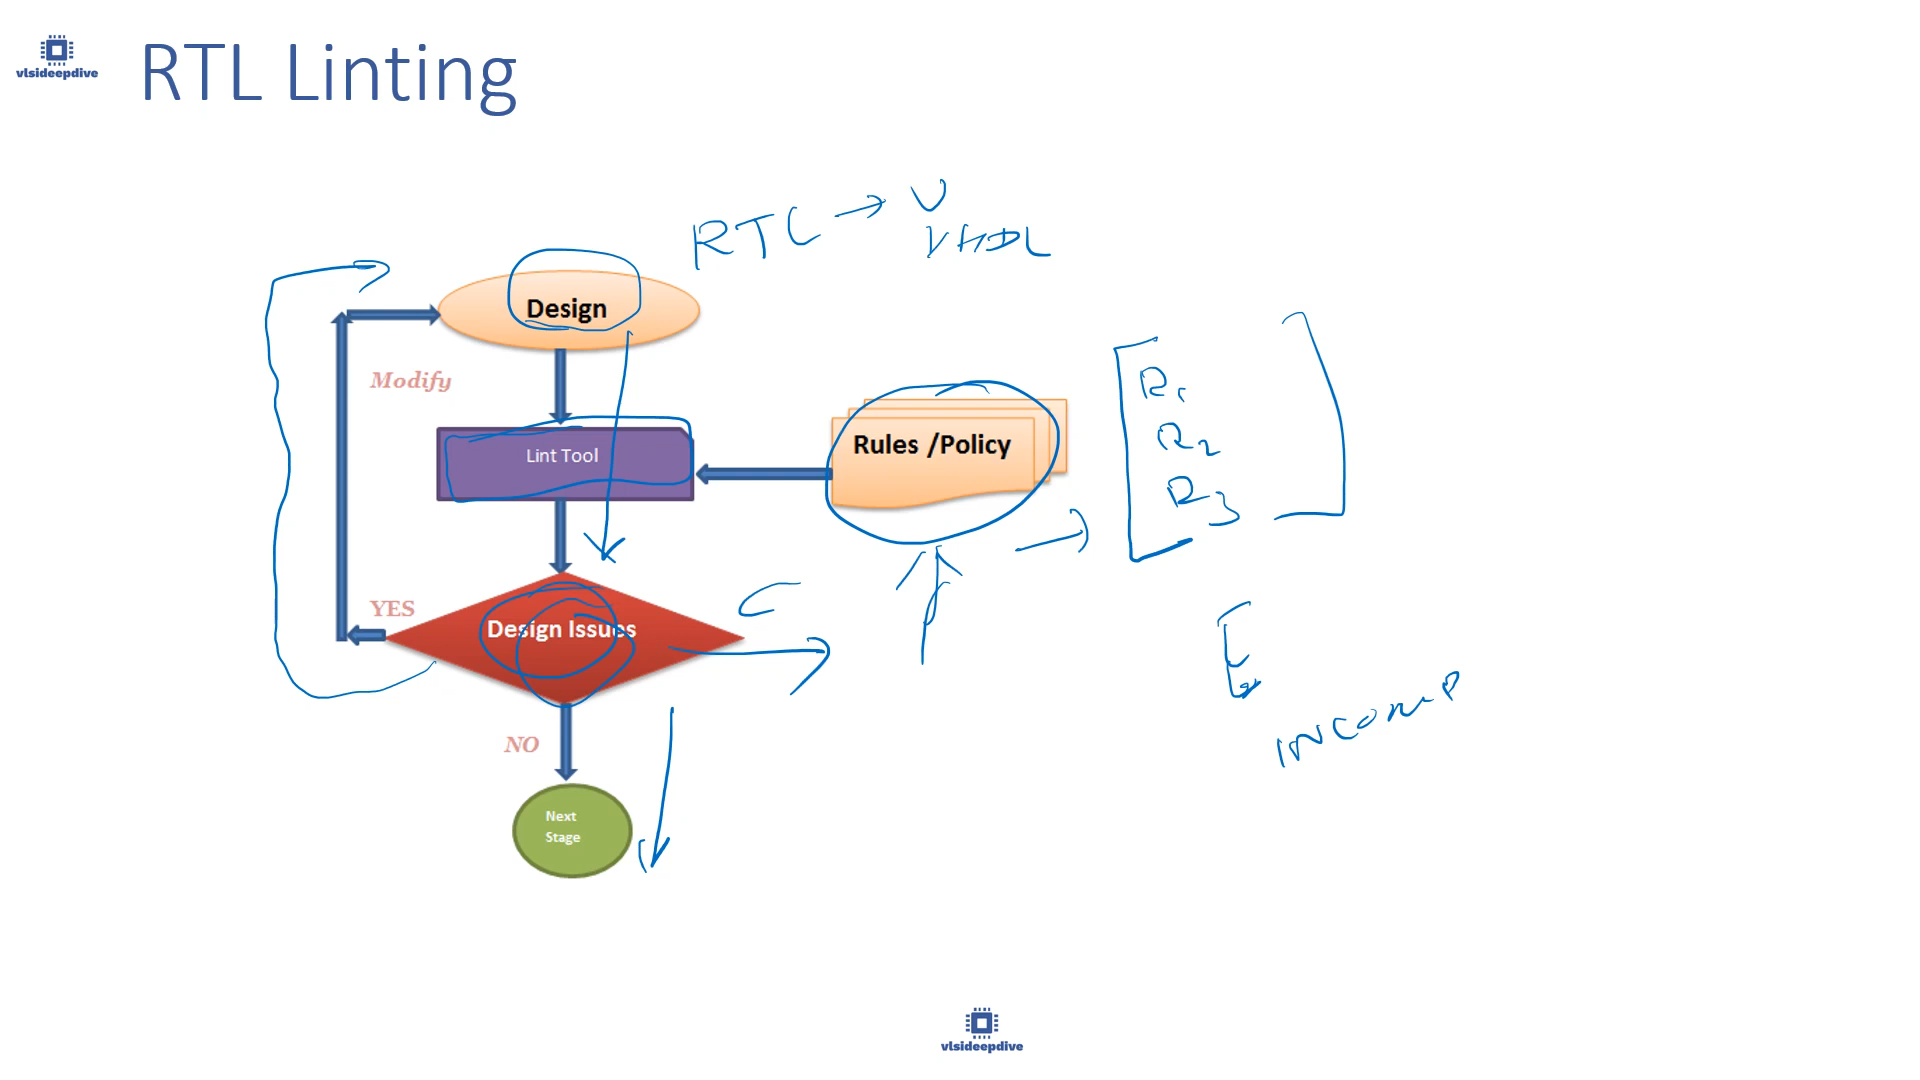 vlsideepdive
RTL Linting
RTL → V
VHDL
Design
Modify
Lint Tool
Rules /Policy
R1
R2
R3
YES
Design Issues
INCOMP
NO
Next
Stage
vlsideepdive